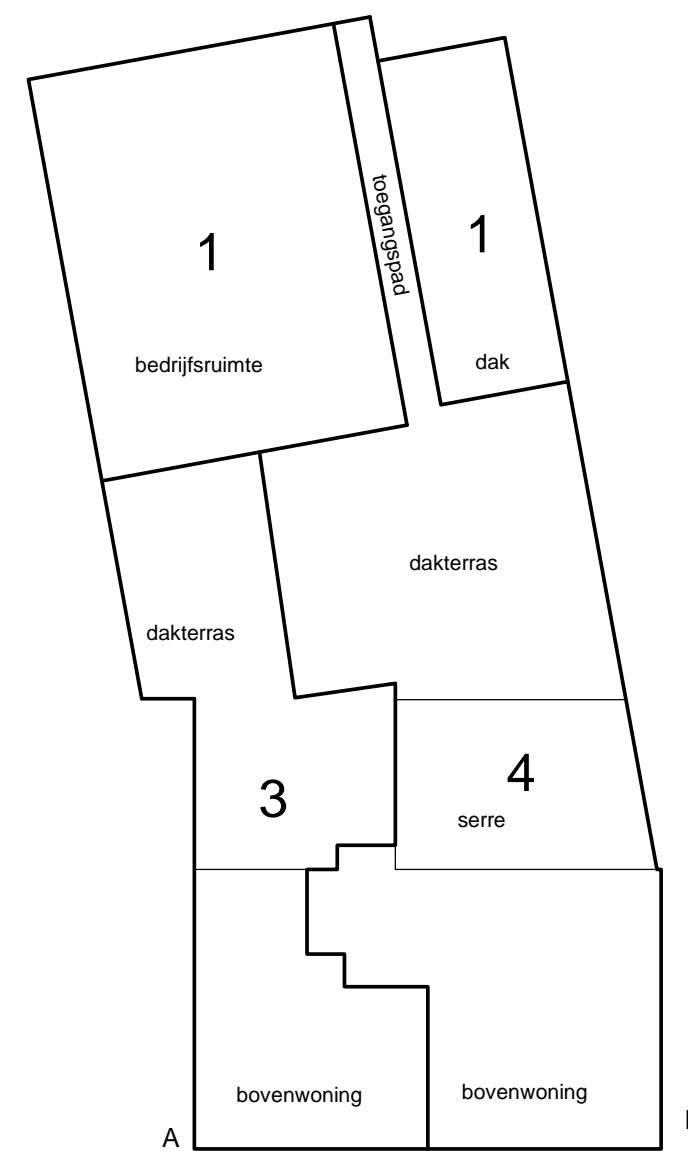 toegangspad
1
1
bedrijfsruimte
dak
dakterras
dakterras
4
3
serre
bovenwoning
bovenwoning
A